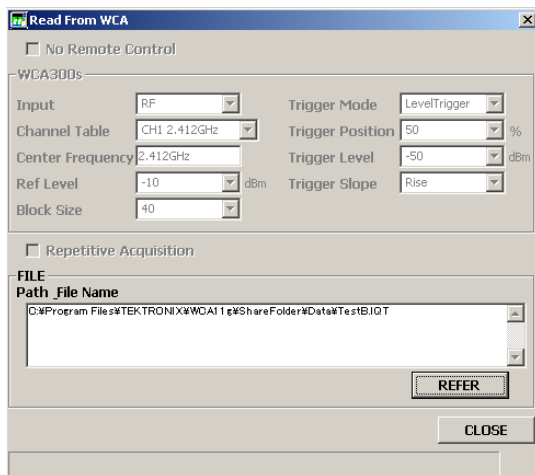 Read From WCA
No Remote Control
WCA300s
Input RF Trigger Mode LevelTrigger
Channel Table CH1 2.412GHz Trigger Position 50 %
Center Frequency 2.412GHz Trigger Level -50 dBm
Ref Level -10 dBm Trigger Slope Rise
Block Size 40
Repetitive Acquisition
FILE
Path _File Name
C:¥Program Files¥TEKTRONIX¥WCA11g¥ShareFolder¥Data¥TestB.IQT
REFER
CLOSE